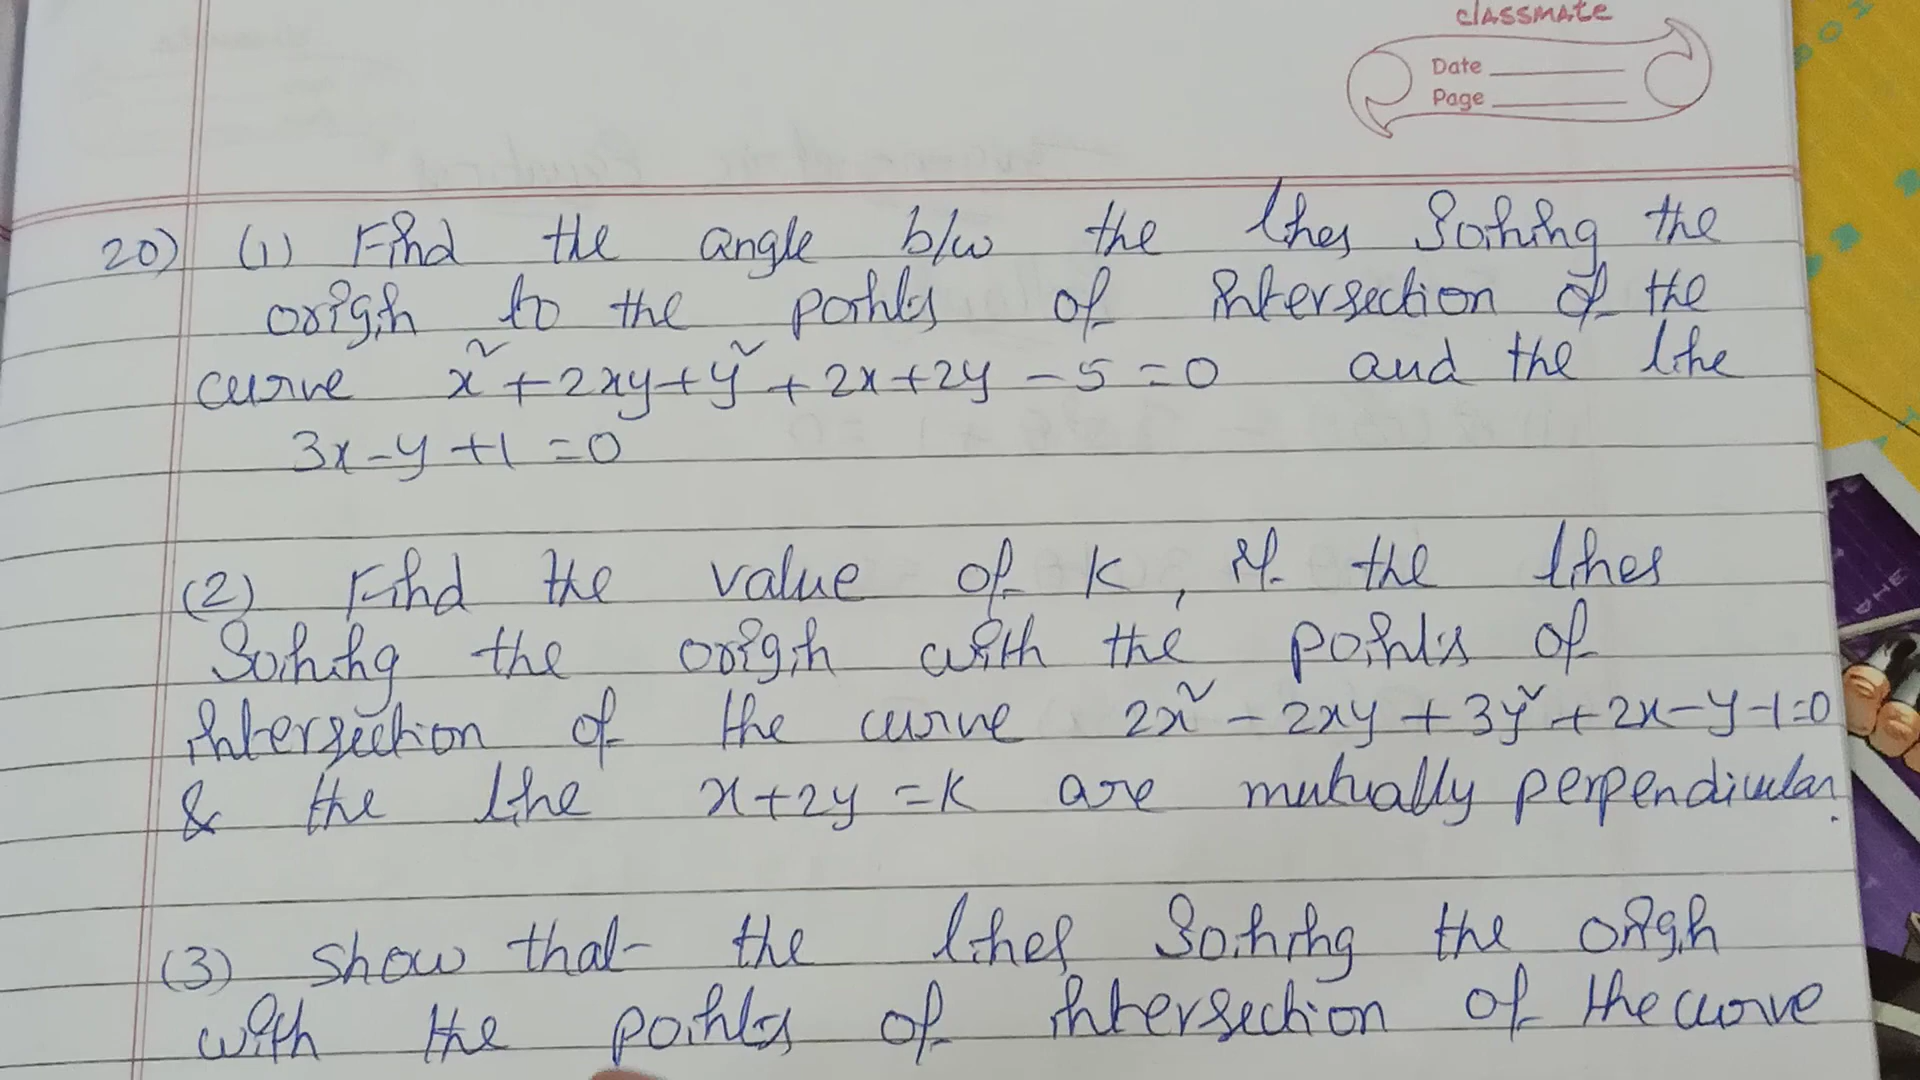 classmate
Date
Page
20) (1) Find the angle b/w the lines Joining the
origin to the points of intersection of the
curve x² + 2xy + y² + 2x + 2y - 5 = 0 and the line
3x - y + 1 = 0
(2) Find the value of K, if the lines
Joining the origin with the points of
intersection of the curve 2x² - 2xy + 3y² + 2x - y - 1 = 0
& the line x + 2y = K are mutually perpendicular.
(3) show that the lines Joining the origin
with the points of intersection of the curve